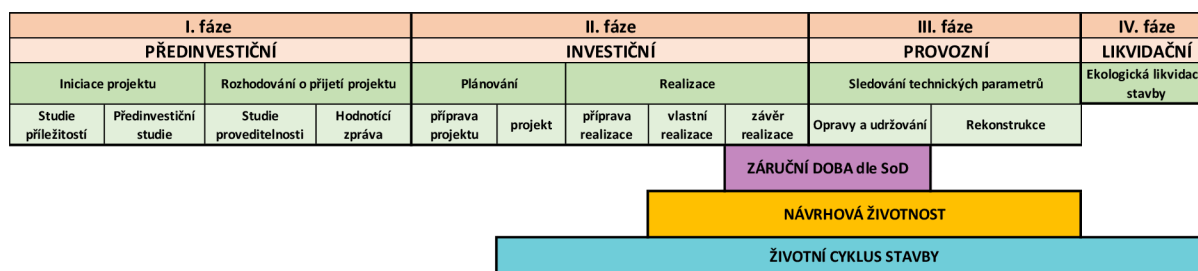 I. fáze
II. fáze
III. fáze
IV. fáze
PŘEDINVESTIČNÍ
INVESTIČNÍ
PROVOZNÍ
LIKVIDAČNÍ
Iniciace projektu
Rozhodování o přijetí projektu
Plánování
Realizace
Sledování technických parametrů
Ekologická likvidac
stavby
Studie
příležitostí
Předinvestiční
studie
Studie
proveditelnosti
Hodnotící
zpráva
příprava
projektu
projekt
příprava
realizace
vlastní
realizace
závěr
realizace
Opravy a udržování
Rekonstrukce
ZÁRUČNÍ DOBA dle SoD
NÁVRHOVÁ ŽIVOTNOST
ŽIVOTNÍ CYKLUS STAVBY